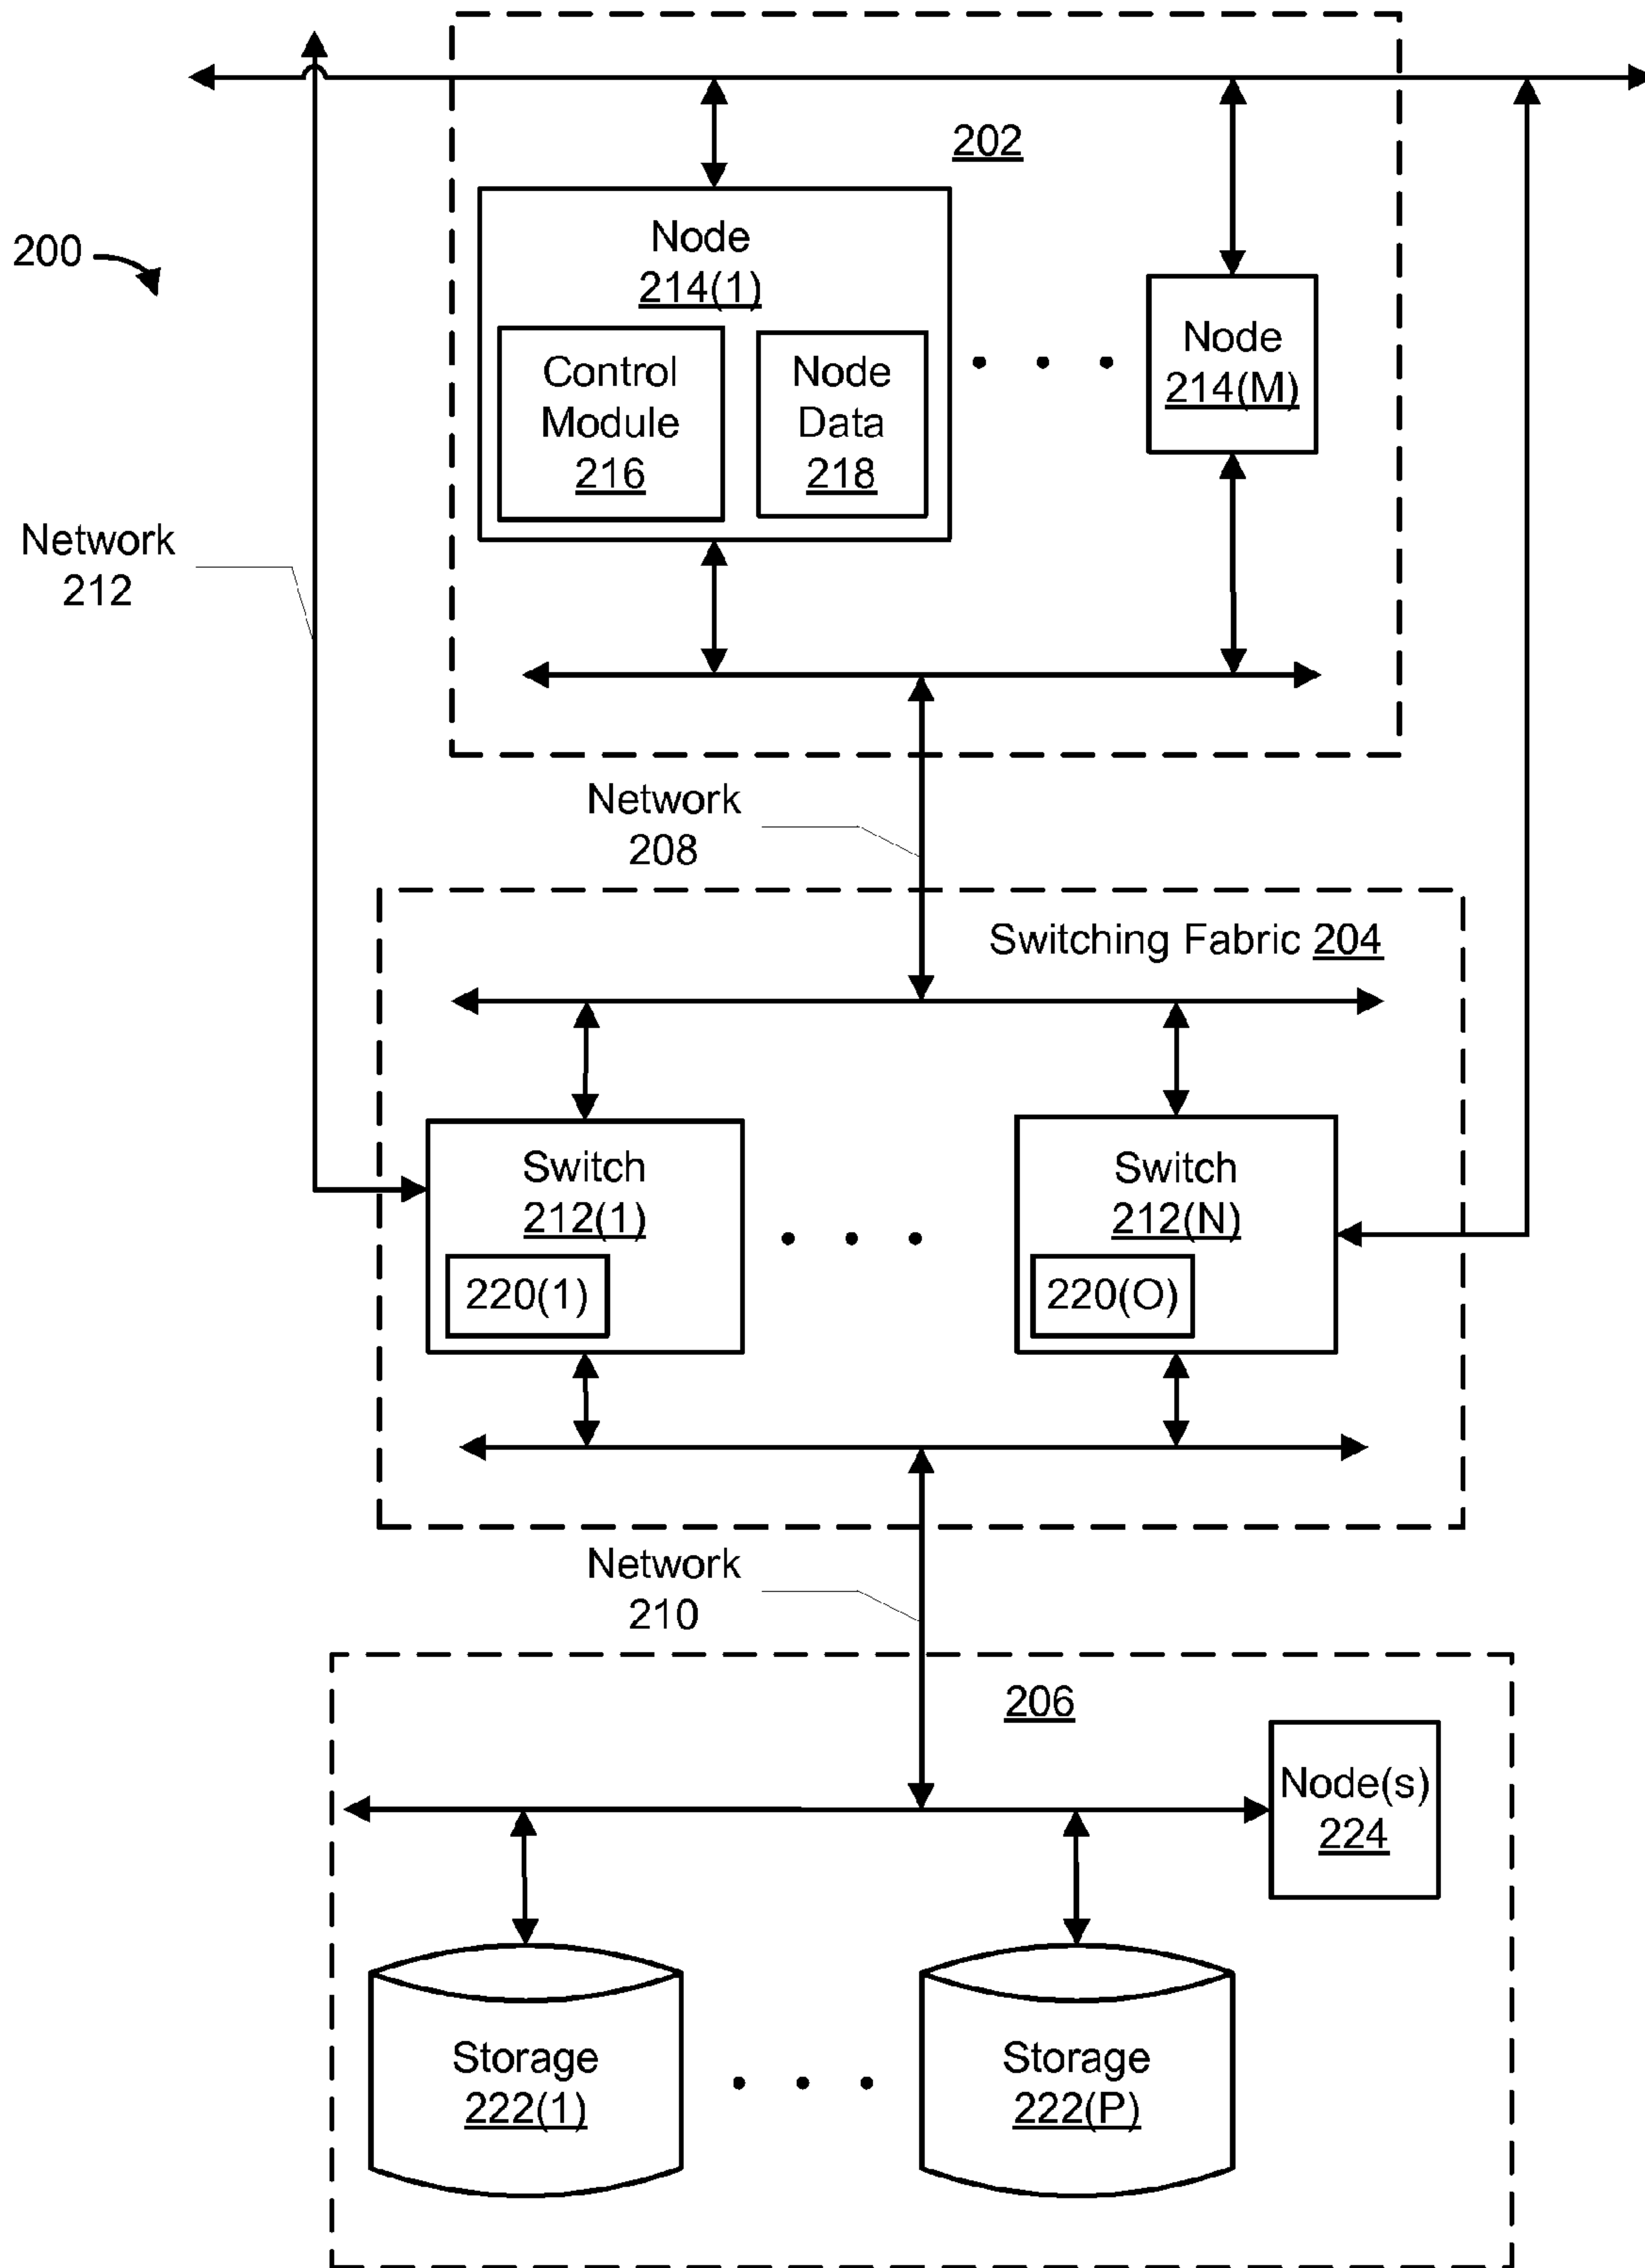 202
200
Node
214(1)
Control
Module
216
Node
Data
218
Node
214(M)
Network
212
Network
208
Switching Fabric 204
Switch
212(1)
220(1)
Switch
212(N)
220(O)
Network
210
206
Node(s)
224
Storage
222(1)
Storage
222(P)